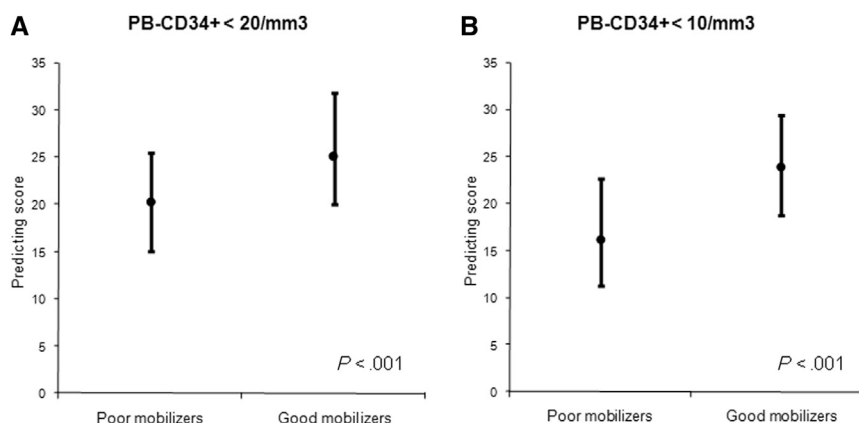 A
PB-CD34+ < 20/mm3
Predicting score
35
30
25
20
15
10
5
0
P < .001
Poor mobilizers
Good mobilizers
B
PB-CD34+ < 10/mm3
Predicting score
35
30
25
20
15
10
5
0
P < .001
Poor mobilizers
Good mobilizers